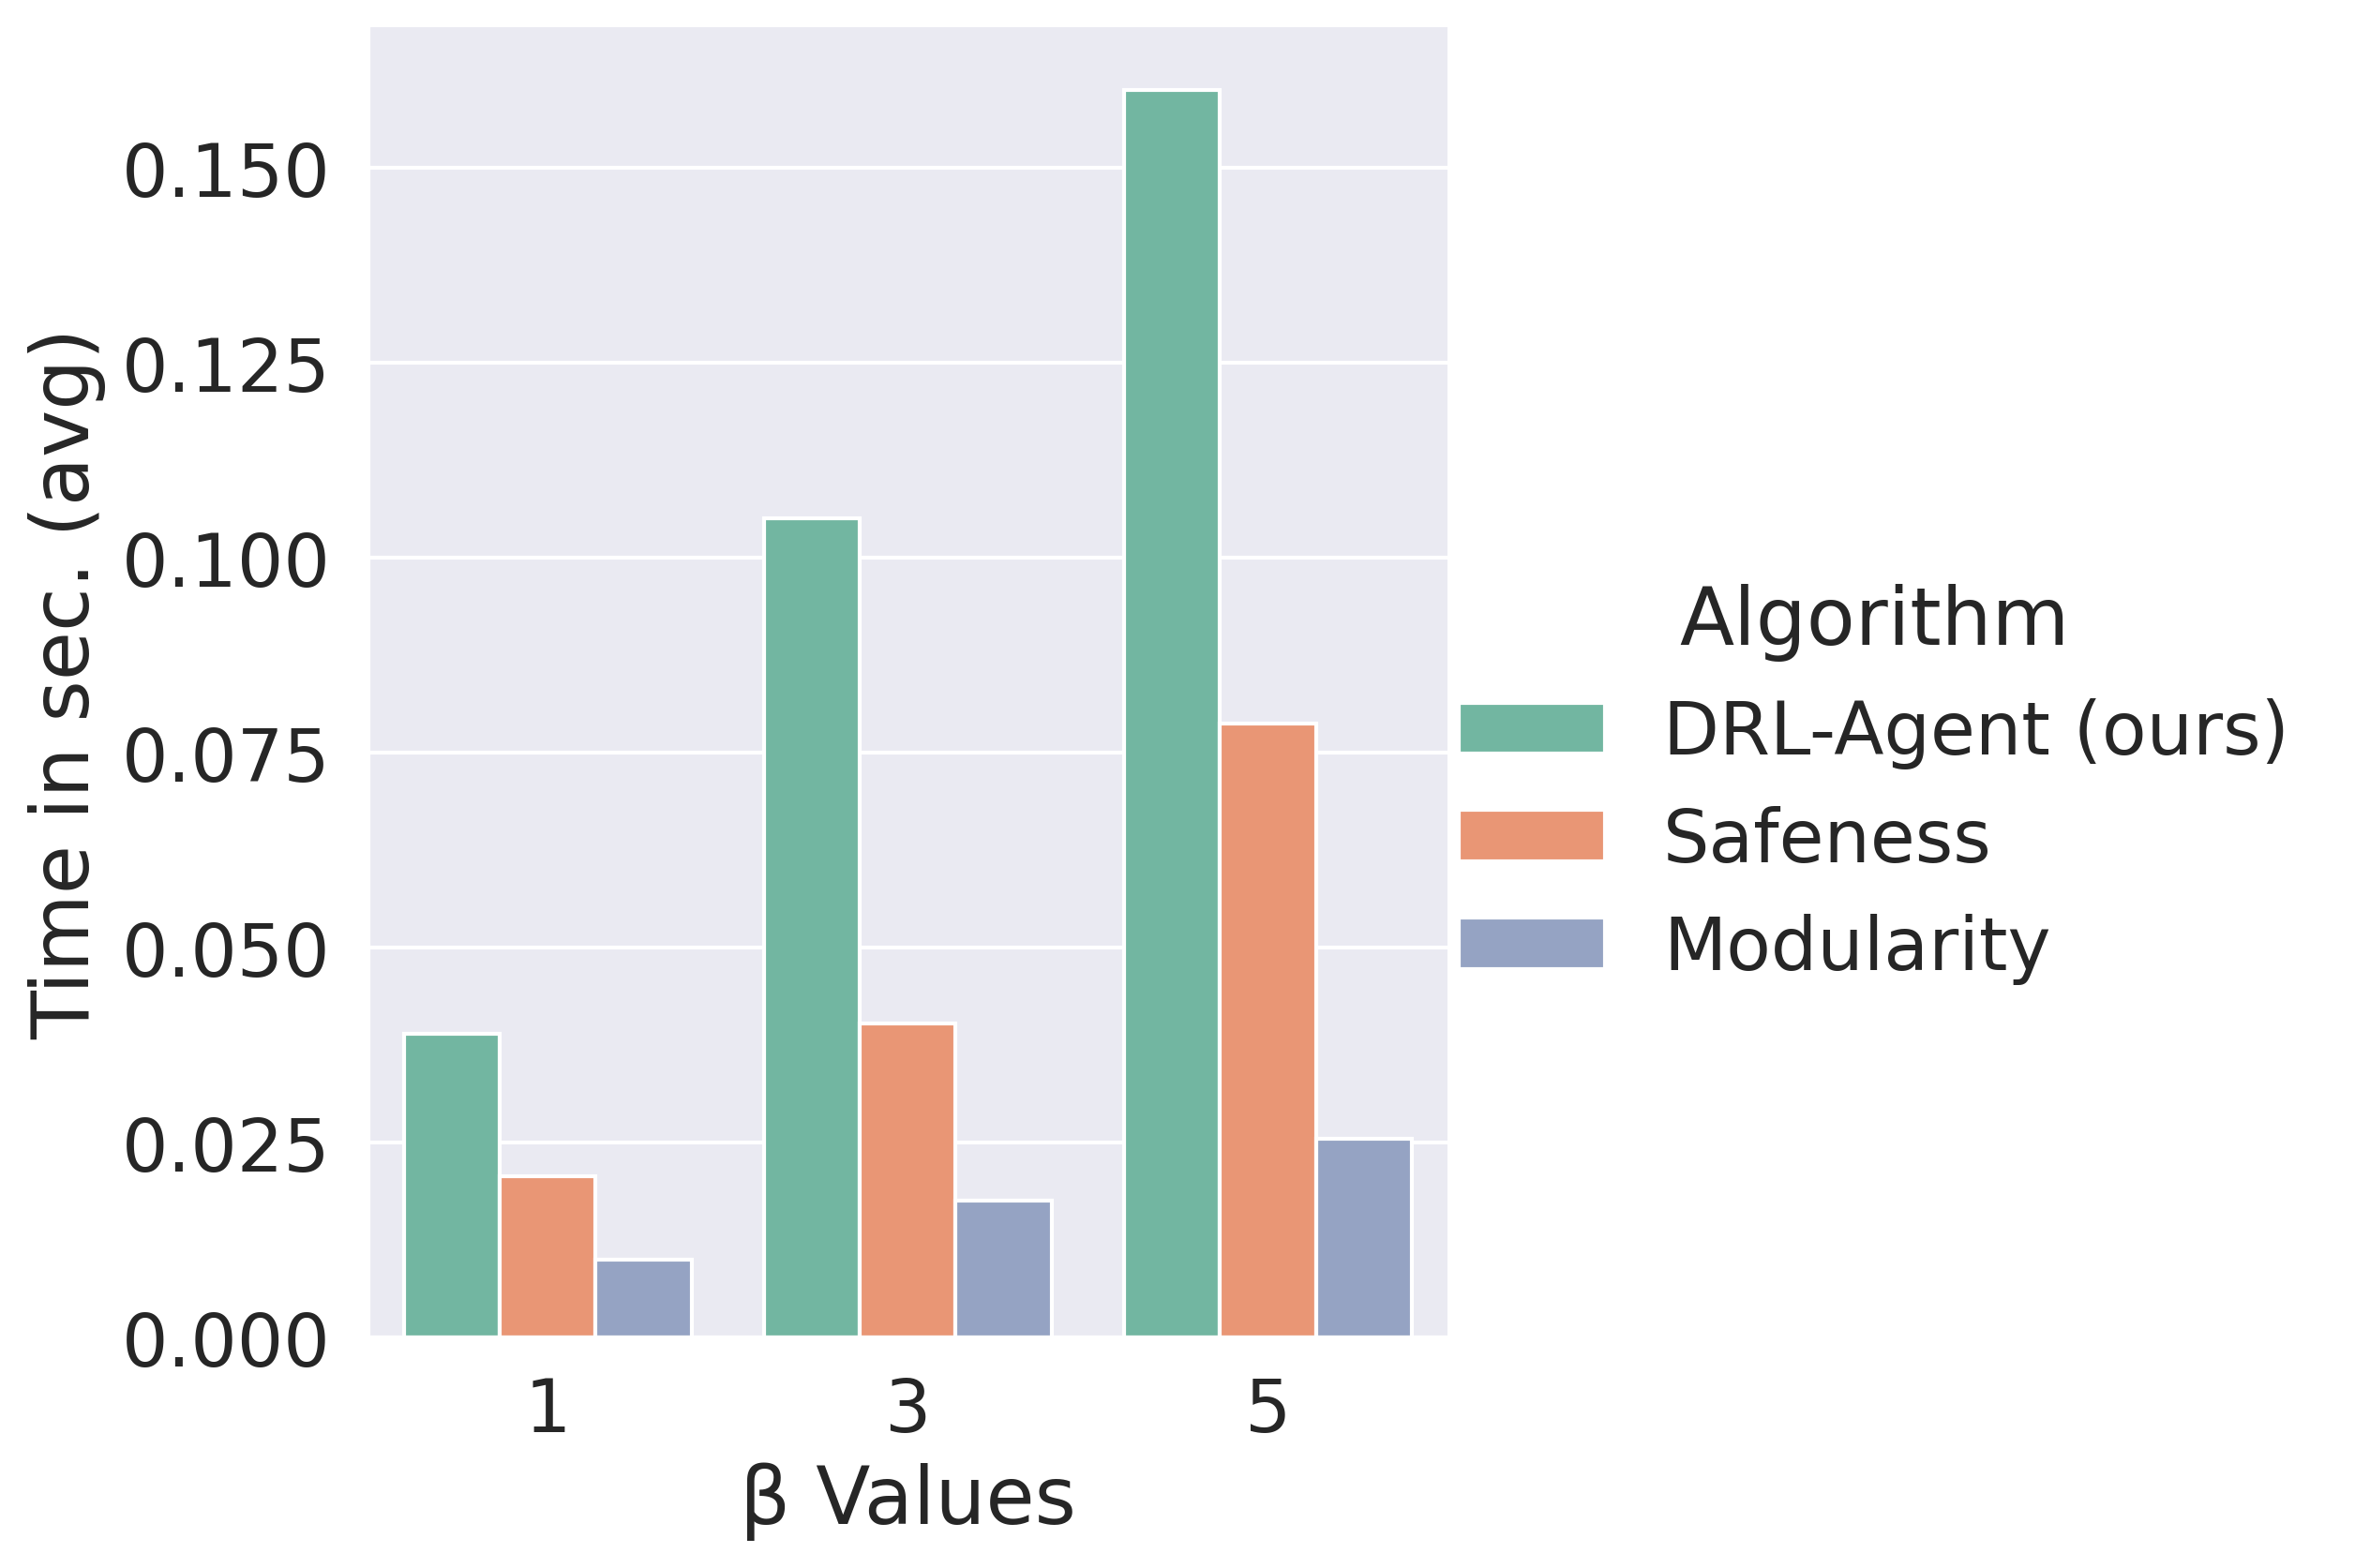 Time in sec. (avg)
0.150
0.125
0.100
0.075
0.050
0.025
0.000
1 3 5
β Values
Algorithm
DRL-Agent (ours)
Safeness
Modularity